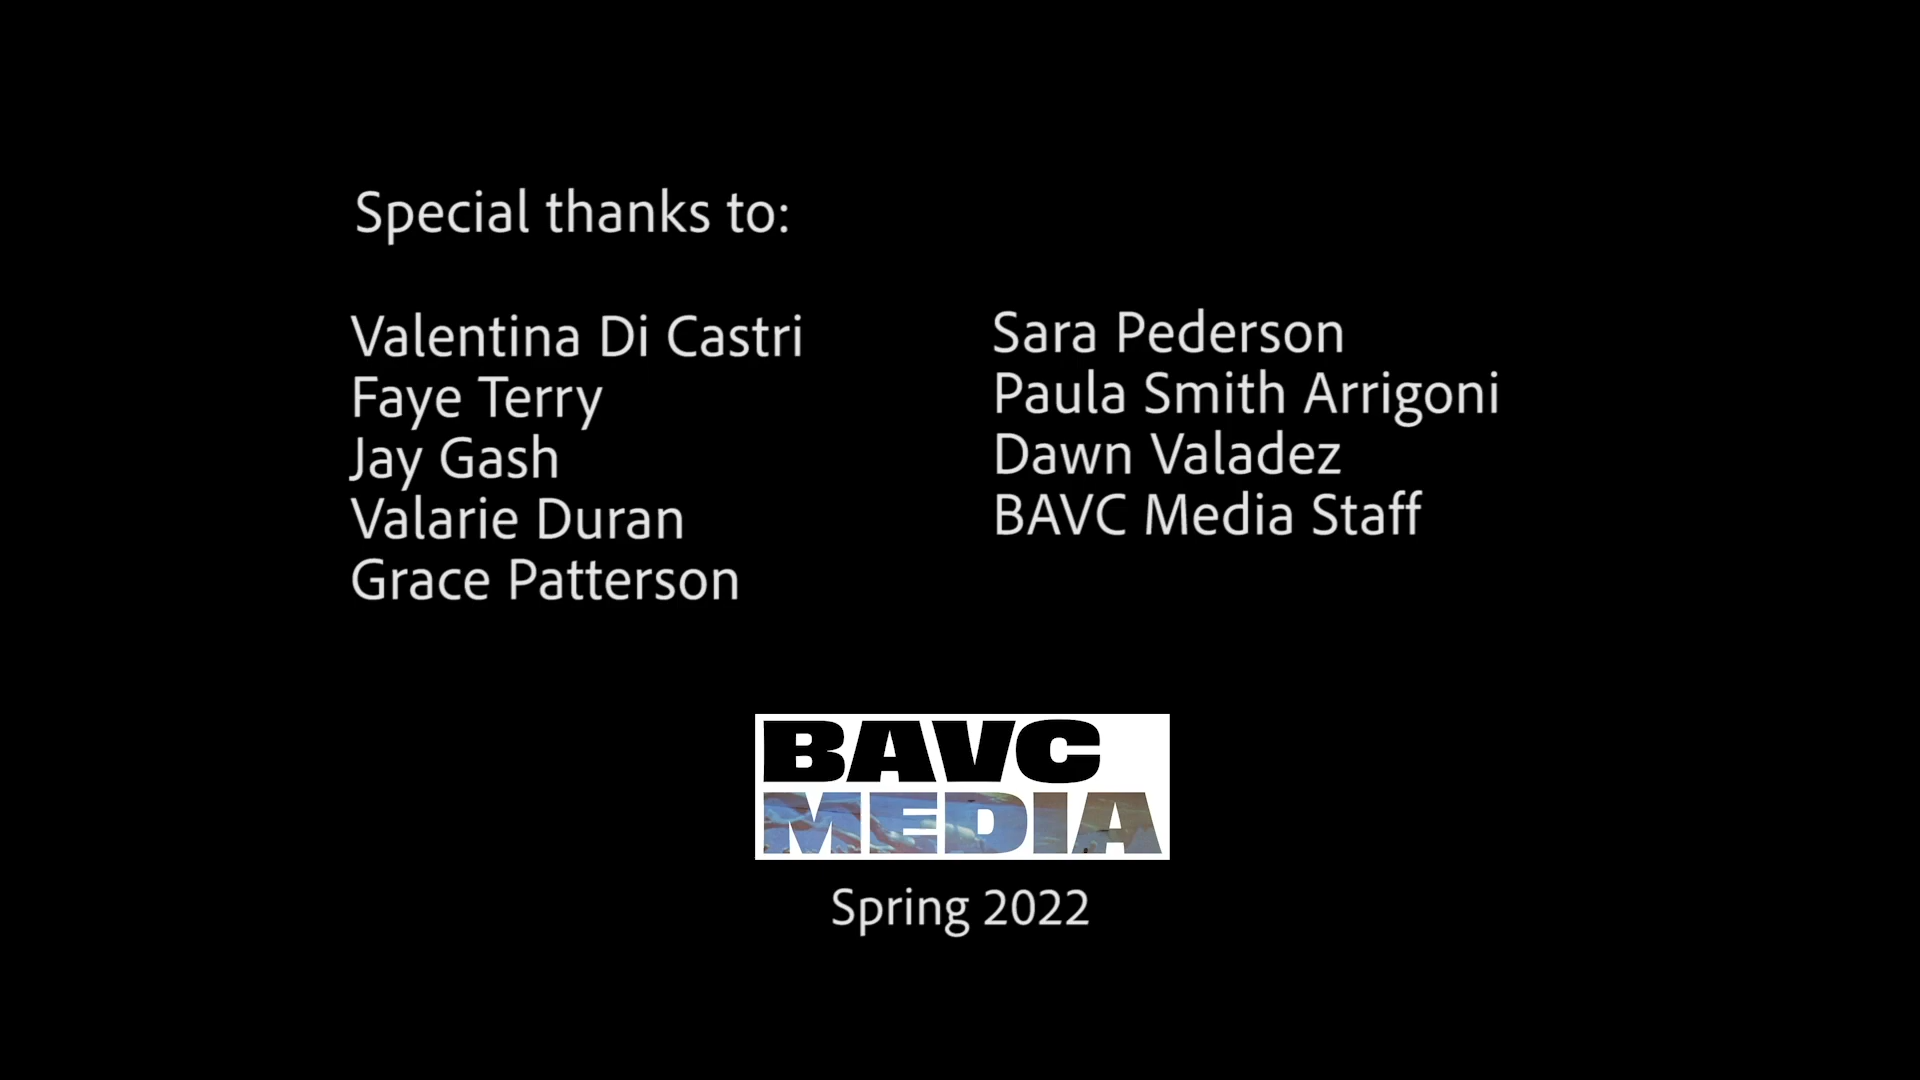 Special thanks to:
Valentina Di Castri
Faye Terry
Jay Gash
Valarie Duran
Grace Patterson
Sara Pederson
Paula Smith Arrigoni
Dawn Valadez
BAVC Media Staff
BAVC
MEDIA
Spring 2022